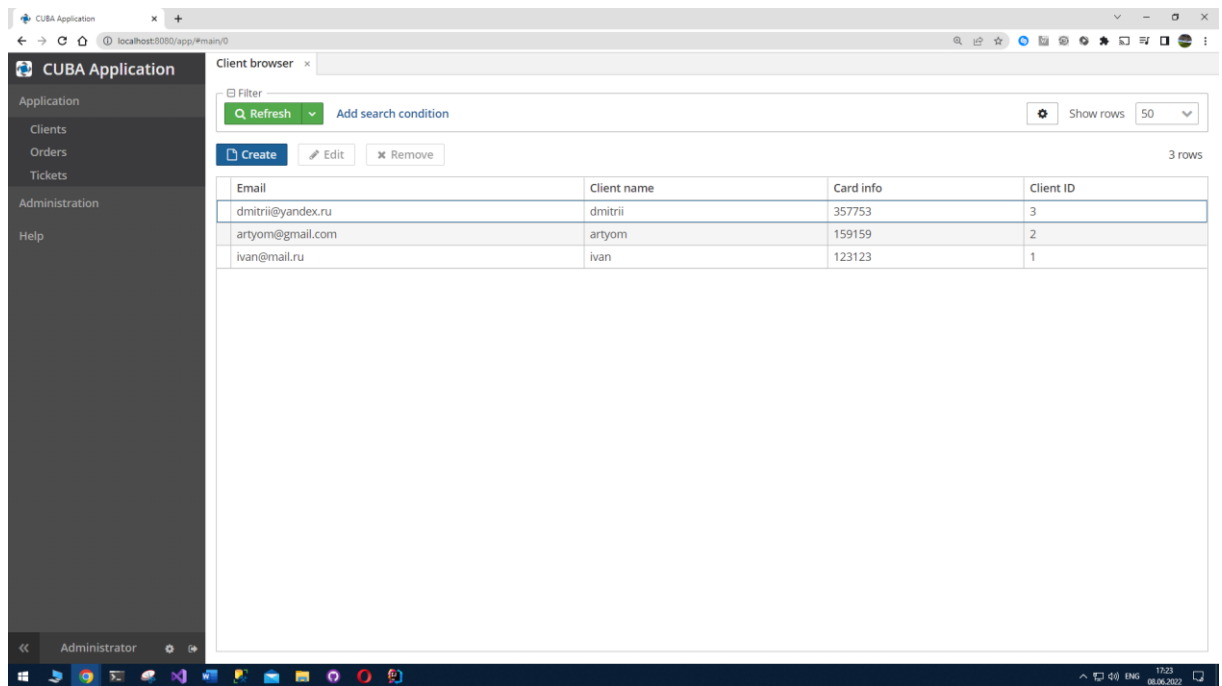 CUBA Application
localhost:8080/app/#main/0
CUBA Application
Client browser
Application
Filter
Refresh Add search condition Show rows 50
Clients
Orders
Create Edit Remove 3 rows
Tickets
Email Client name Card info Client ID
Administration
dmitrii@yandex.ru dmitrii 357753 3
artyom@gmail.com artyom 159159 2
Help
ivan@mail.ru ivan 123123 1
Administrator
ENG 17:23
08.06.2022